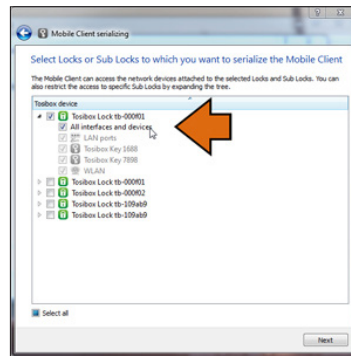 Mobile Client serializing
Select Locks or Sub Locks to which you want to serialize the Mobile Client
The Mobile Client can access the network devices attached to the selected Locks and Sub Locks. You can
also restrict the access to specific Sub Locks by expanding the tree.
Tosibox device
Tosibox Lock tb-000f01
All interfaces and devices
LAN ports
Tosibox Key 1688
Tosibox Key 7898
WLAN
Tosibox Lock tb-000f01
Tosibox Lock tb-000f02
Tosibox Lock tb-109ab9
Tosibox Lock tb-109ab9
Select all
Next